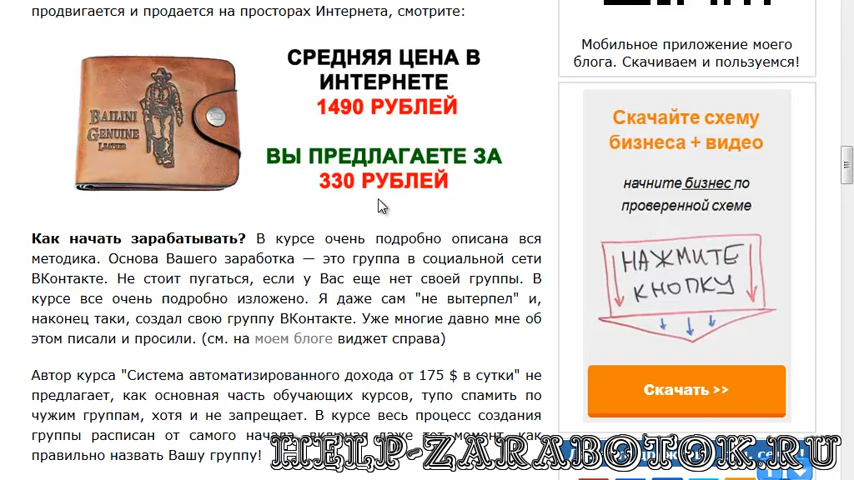 продвигается и продается на просторах Интернета, смотрите:
BAILINI
GENUINE
LEATHER
СРЕДНЯЯ ЦЕНА В
ИНТЕРНЕТЕ
1490 РУБЛЕЙ
ВЫ ПРЕДЛАГАЕТЕ ЗА
330 РУБЛЕЙ
Как начать зарабатывать? В курсе очень подробно описана вся
методика. Основа Вашего заработка — это группа в социальной сети
ВКонтакте. Не стоит пугаться, если у Вас еще нет своей группы. В
курсе все очень подробно изложено. Я даже сам "не вытерпел" и,
наконец таки, создал свою группу ВКонтакте. Уже многие давно мне об
этом писали и просили. (см. на моем блоге виджет справа)
Автор курса "Система автоматизированного дохода от 175 $ в сутки" не
предлагает, как основная часть обучающих курсов, тупо спамить по
чужим группам, хотя и не запрещает. В курсе весь процесс создания
группы расписан от самого начала, включая даже тот момент, как
правильно назвать Вашу группу!
Мобильное приложение моего
блога. Скачиваем и пользуемся!
Скачайте схему
бизнеса + видео
начните бизнес по
проверенной схеме
НАЖМИТЕ
КНОПКУ
Скачать >>
HELP-ZARABOTOK.RU